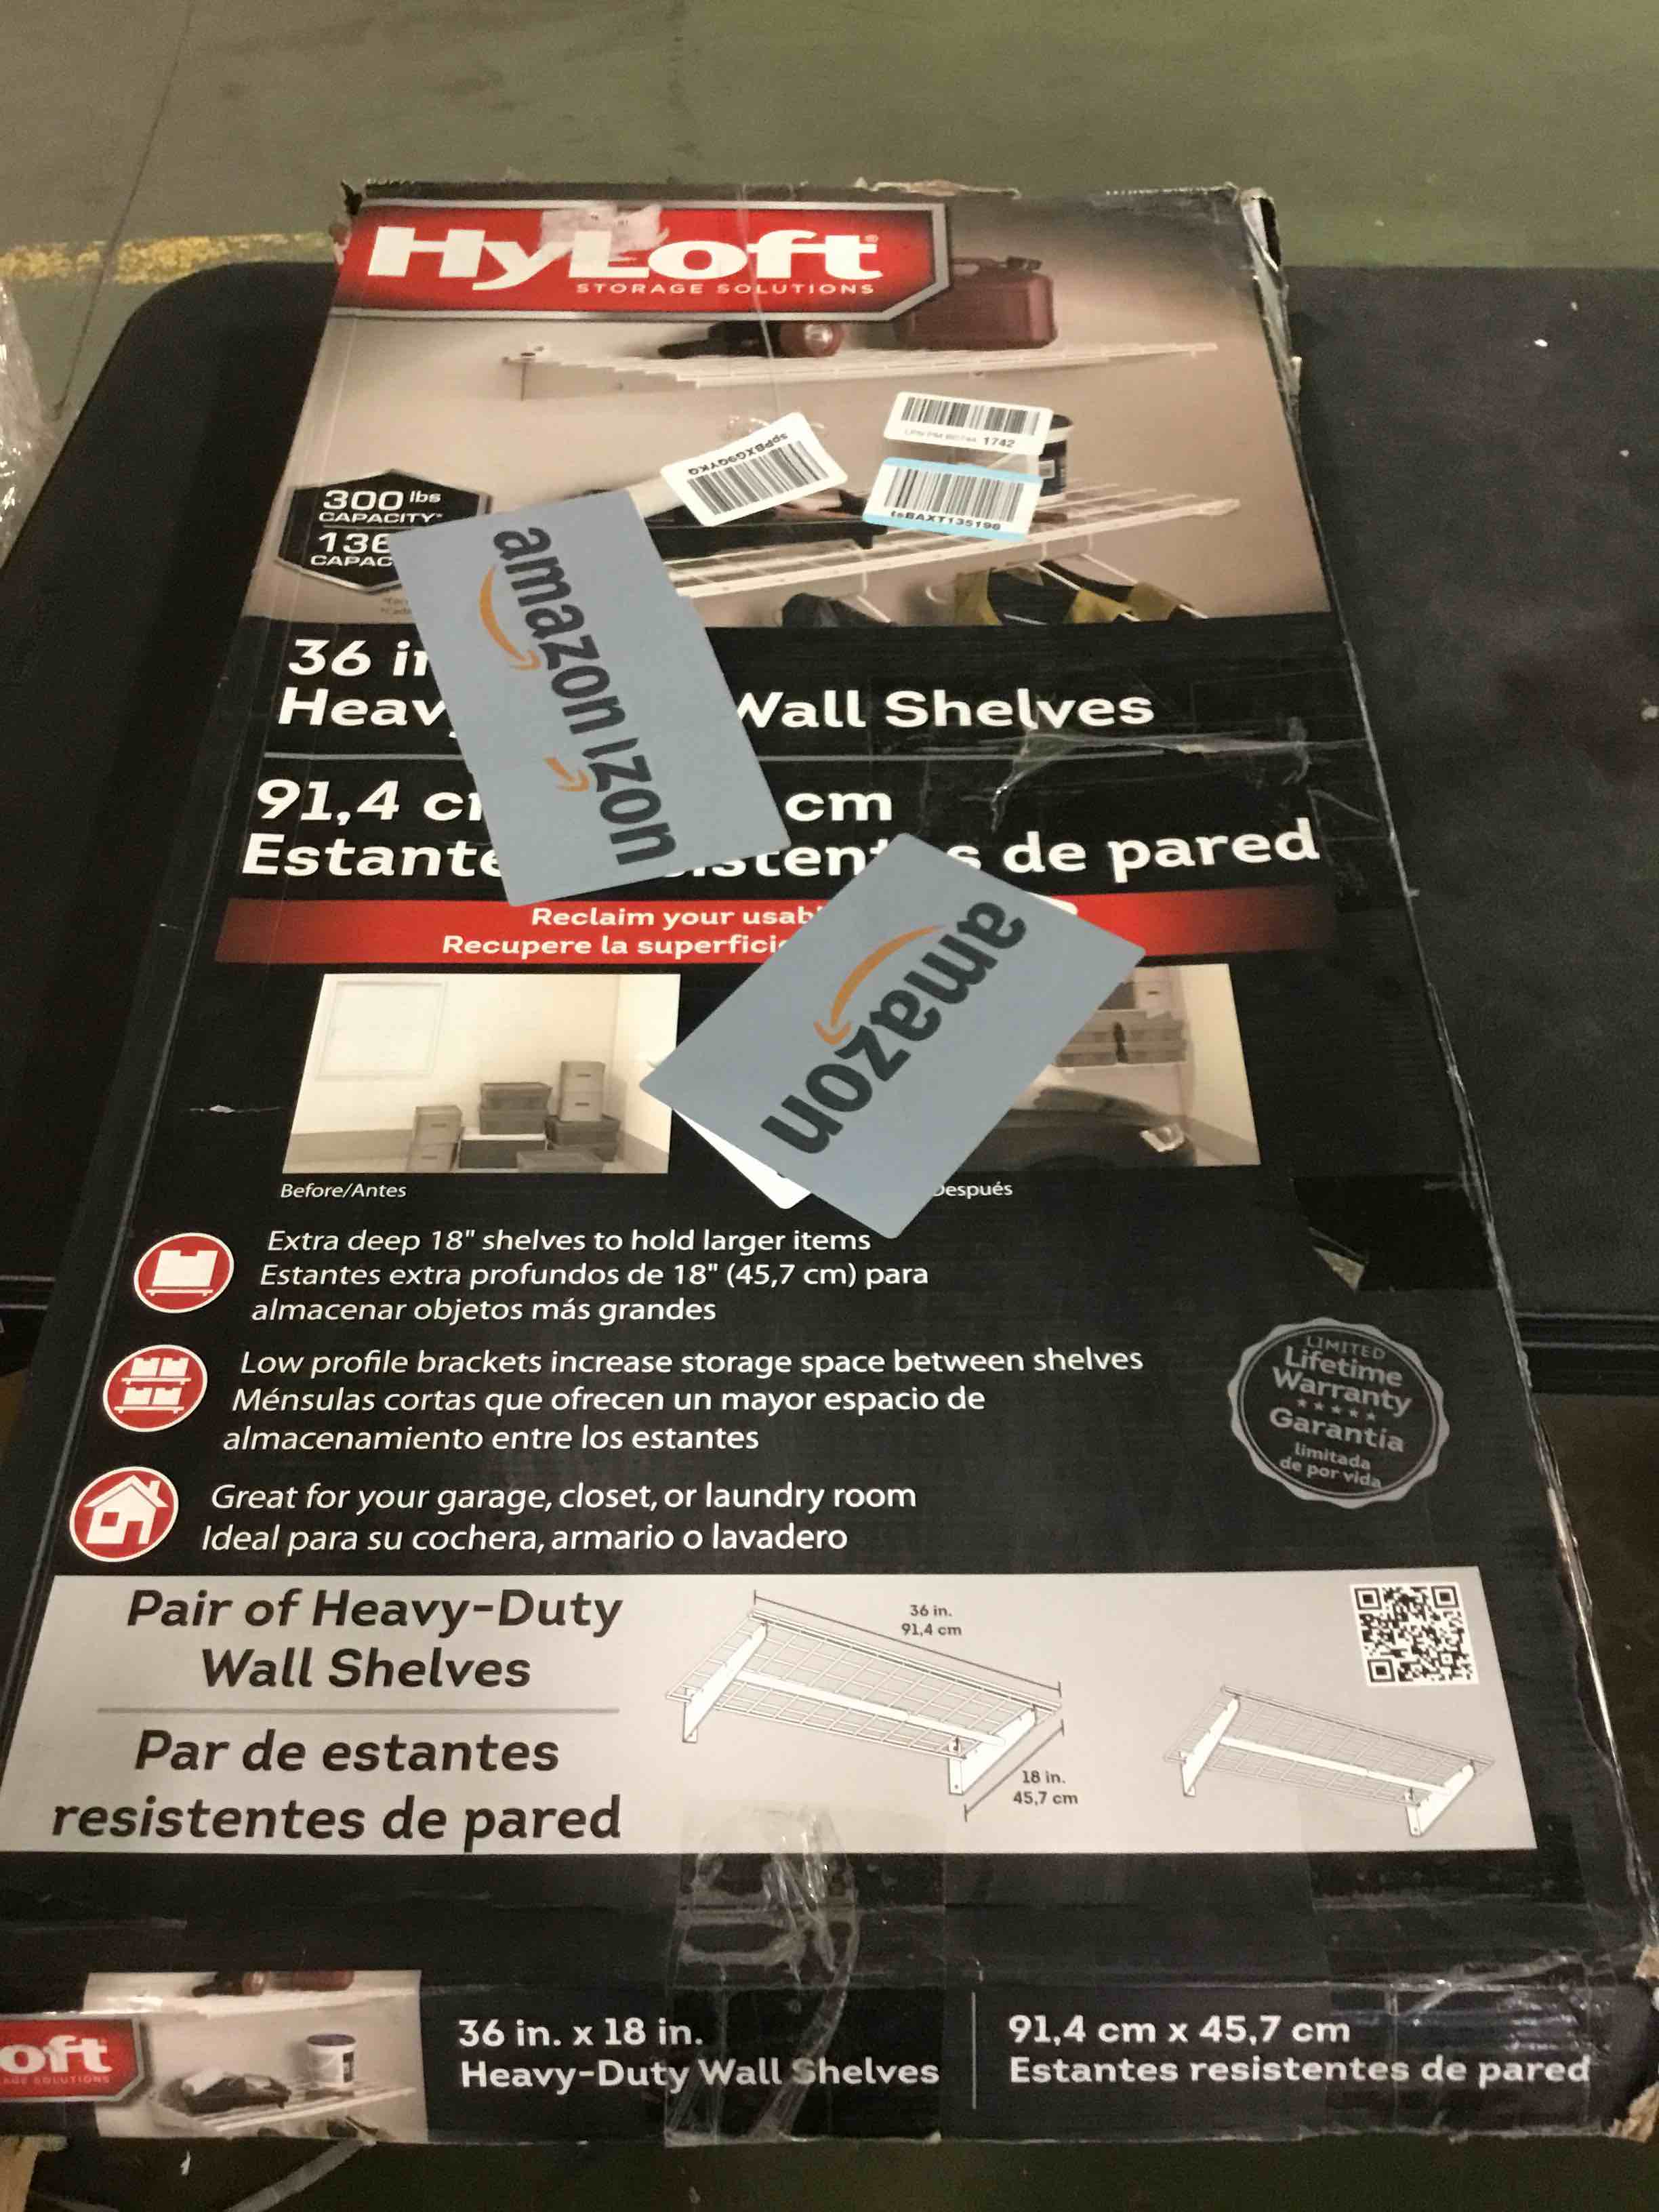 HyLoft®
STORAGE SOLUTIONS
1742
spPBXG9GYKQ
tsBAXT135198
300 lbs
CAPACITY*
136
CAPAC
amazon
zon
36 in
Heav Wall Shelves
91,4 c cm
Estante sistentes de pared
amazon
Reclaim your usab
Recupere la superfici
Before/Antes
Después
Extra deep 18" shelves to hold larger items
Estantes extra profundos de 18" (45,7 cm) para
almacenar objetos más grandes
Low profile brackets increase storage space between shelves
Ménsulas cortas que ofrecen un mayor espacio de
almacenamiento entre los estantes
LIMITED
Lifetime
Warranty
Garantía
limitada
de por vida
Great for your garage, closet, or laundry room
Ideal para su cochera, armario o lavadero
Pair of Heavy-Duty
Wall Shelves
Par de estantes
resistentes de pared
36 in.
91,4 cm
18 in.
45,7 cm
oft
AGE SOLUTIONS
36 in. x 18 in.
Heavy-Duty Wall Shelves
91,4 cm x 45,7 cm
Estantes resistentes de pared